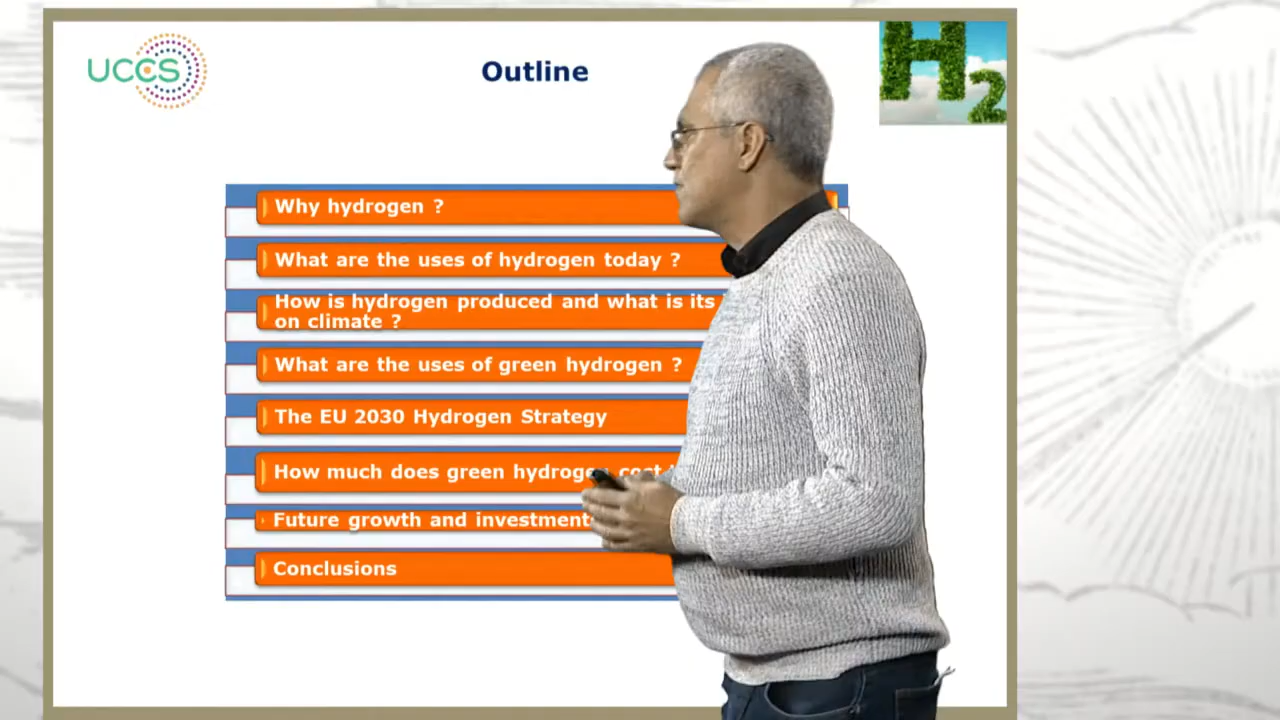 UCCS
Outline
H2
Why hydrogen ?
What are the uses of hydrogen today ?
How is hydrogen produced and what is its
on climate ?
What are the uses of green hydrogen ?
The EU 2030 Hydrogen Strategy
How much does green hydrogen cost
Future growth and investment
Conclusions